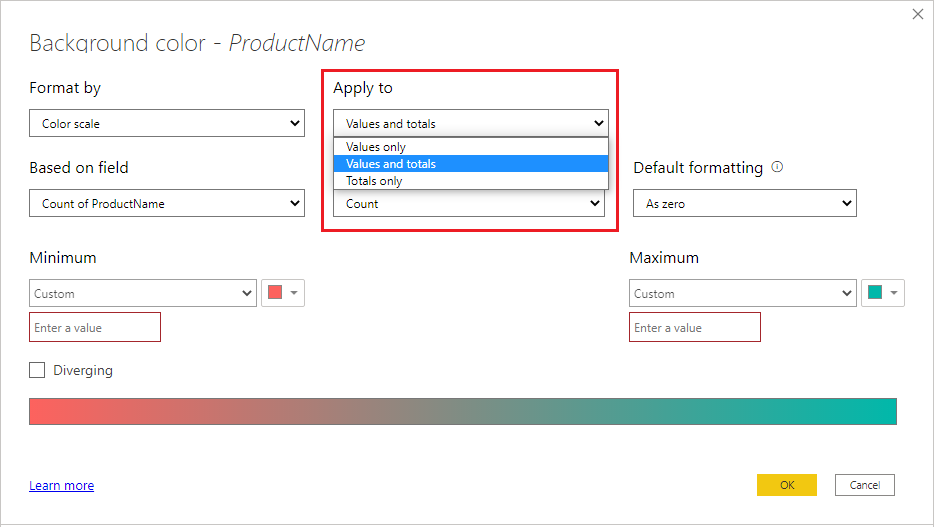 Background color - ProductName
Format by
Apply to
Color scale
Values and totals
Values only
Values and totals
Totals only
Based on field
Default formatting
Count of ProductName
Count
As zero
Minimum
Maximum
Custom
Custom
Enter a value
Enter a value
Diverging
Learn more
OK
Cancel